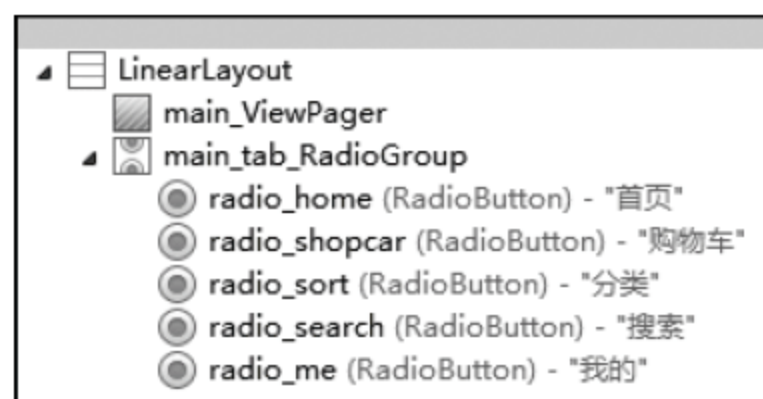 LinearLayout
main_ViewPager
main_tab_RadioGroup
radio_home (RadioButton) - "首页"
radio_shopcar (RadioButton) - "购物车"
radio_sort (RadioButton) - "分类"
radio_search (RadioButton) - "搜索"
radio_me (RadioButton) - "我的"